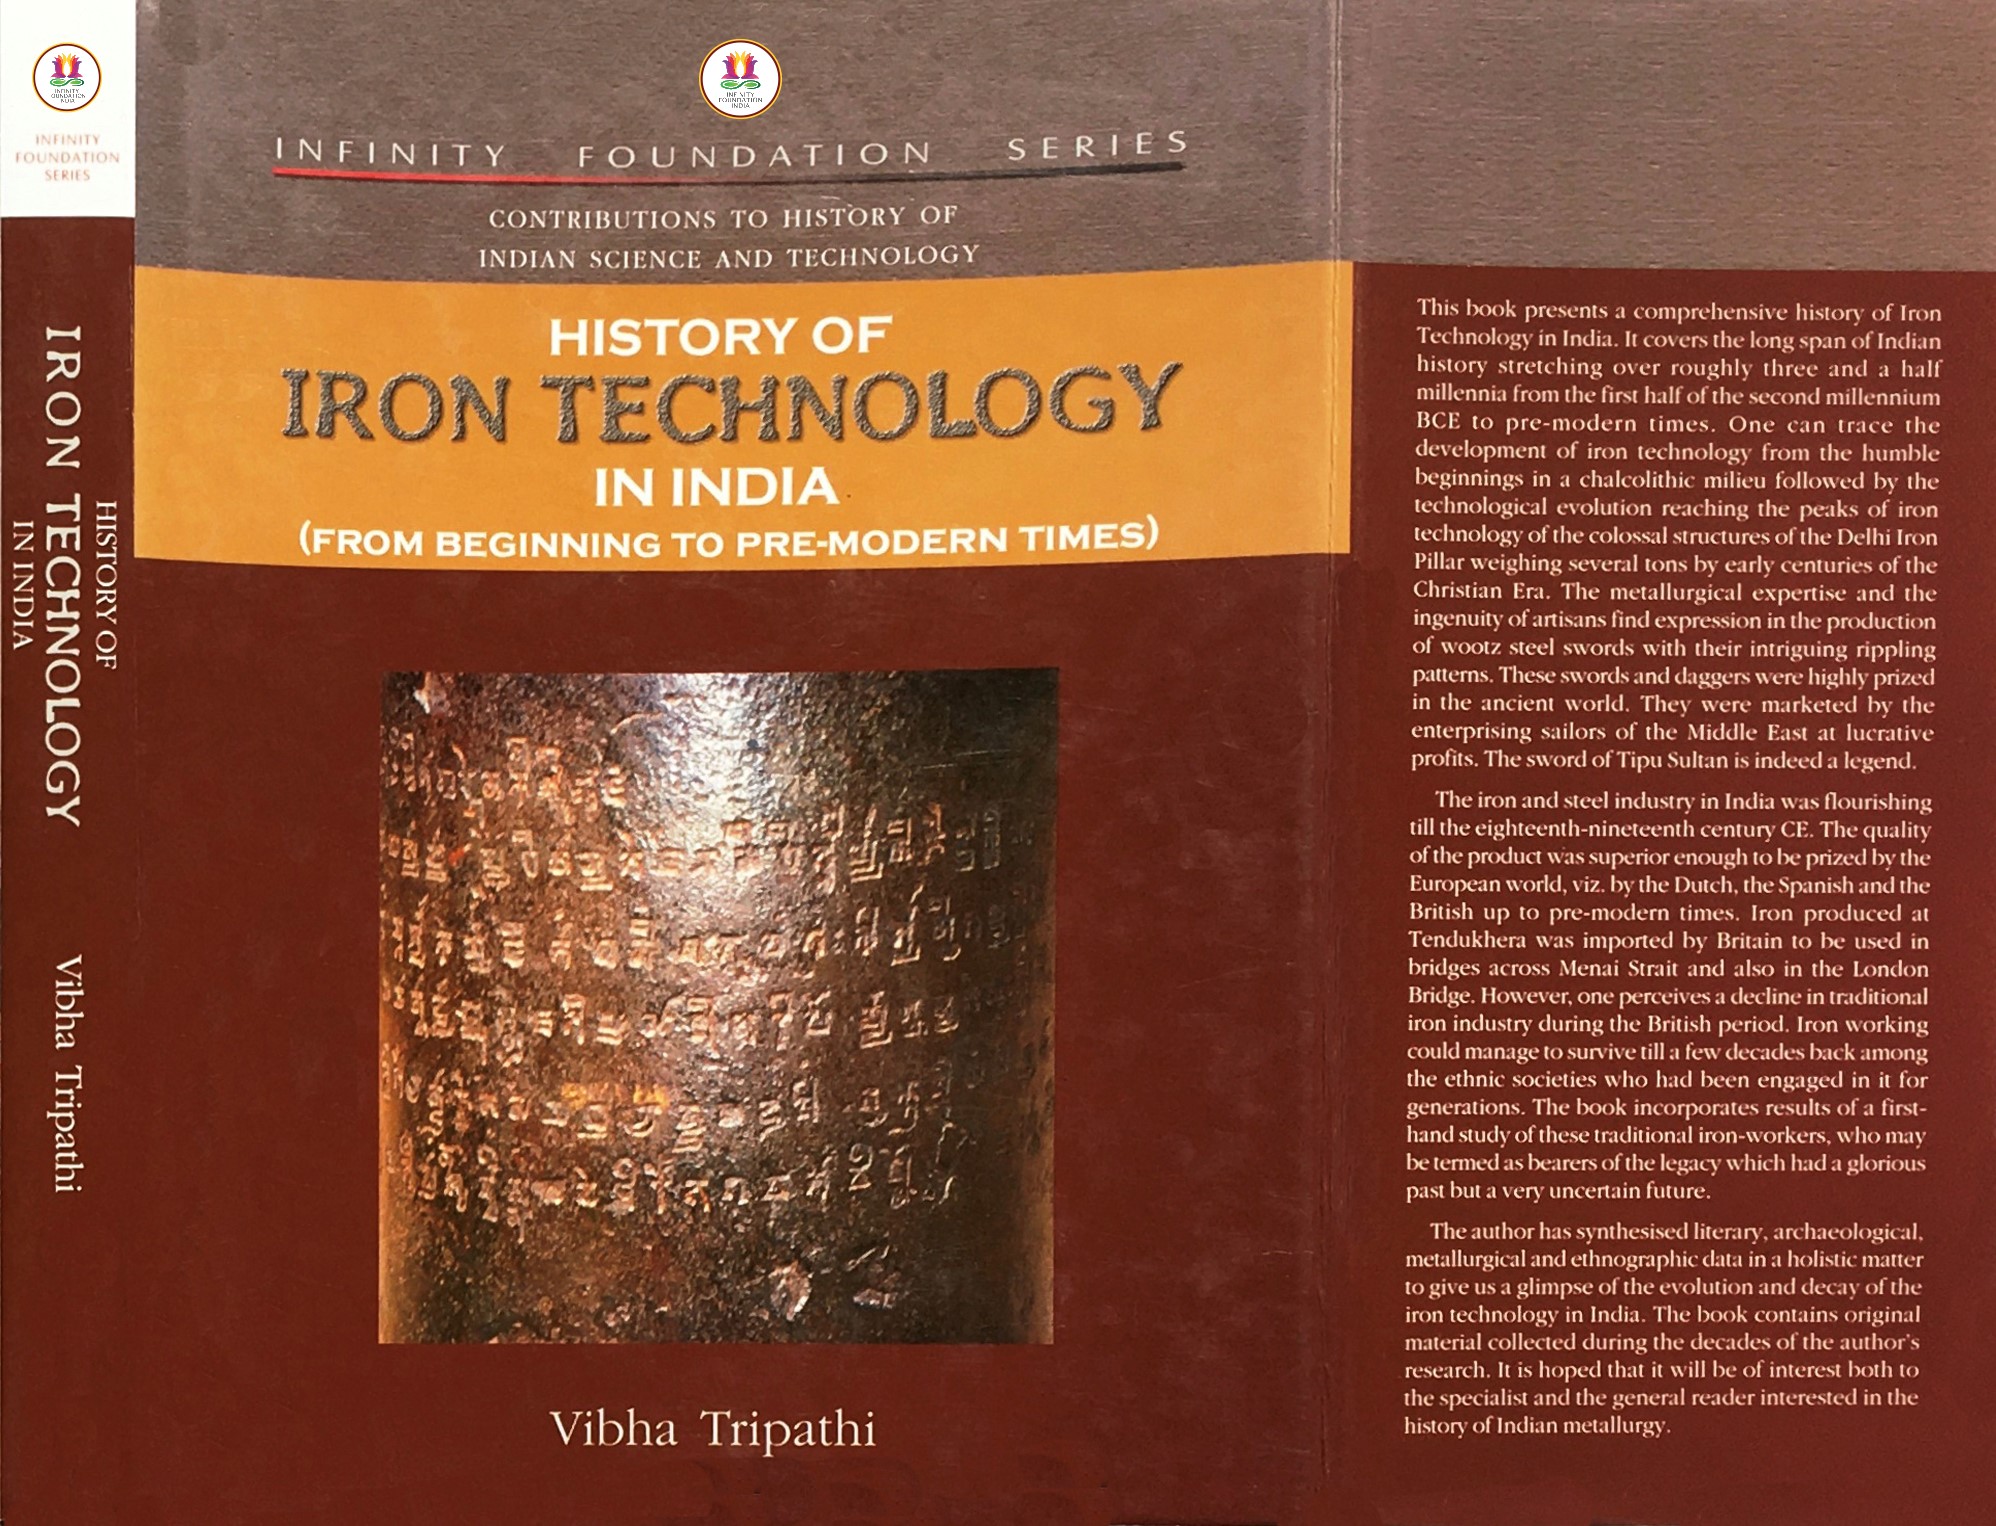 INFINITY
FOUNDATION
INDIA
INFINITY
FOUNDATION
SERIES
HISTORY OF
IRON TECHNOLOGY
IN INDIA
Vibha Tripathi
INFINITY
FOUNDATION
INDIA
INFINITY FOUNDATION SERIES
CONTRIBUTIONS TO HISTORY OF
INDIAN SCIENCE AND TECHNOLOGY
HISTORY OF
IRON TECHNOLOGY
IN INDIA
(FROM BEGINNING TO PRE-MODERN TIMES)
Vibha Tripathi
This book presents a comprehensive history of Iron
Technology in India. It covers the long span of Indian
history stretching over roughly three and a half
millennia from the first half of the second millennium
BCE to pre-modern times. One can trace the
development of iron technology from the humble
beginnings in a chalcolithic milieu followed by the
technological evolution reaching the peaks of iron
technology of the colossal structures of the Delhi Iron
Pillar weighing several tons by early centuries of the
Christian Era. The metallurgical expertise and the
ingenuity of artisans find expression in the production
of wootz steel swords with their intriguing rippling
patterns. These swords and daggers were highly prized
in the ancient world. They were marketed by the
enterprising sailors of the Middle East at lucrative
profits. The sword of Tipu Sultan is indeed a legend.
The iron and steel industry in India was flourishing
till the eighteenth-nineteenth century CE. The quality
of the product was superior enough to be prized by the
European world, viz. by the Dutch, the Spanish and the
British up to pre-modern times. Iron produced at
Tendukhera was imported by Britain to be used in
bridges across Menai Strait and also in the London
Bridge. However, one perceives a decline in traditional
iron industry during the British period. Iron working
could manage to survive till a few decades back among
the ethnic societies who had been engaged in it for
generations. The book incorporates results of a first-
hand study of these traditional iron-workers, who may
be termed as bearers of the legacy which had a glorious
past but a very uncertain future.
The author has synthesised literary, archaeological,
metallurgical and ethnographic data in a holistic matter
to give us a glimpse of the evolution and decay of the
iron technology in India. The book contains original
material collected during the decades of the author's
research. It is hoped that it will be of interest both to
the specialist and the general reader interested in the
history of Indian metallurgy.